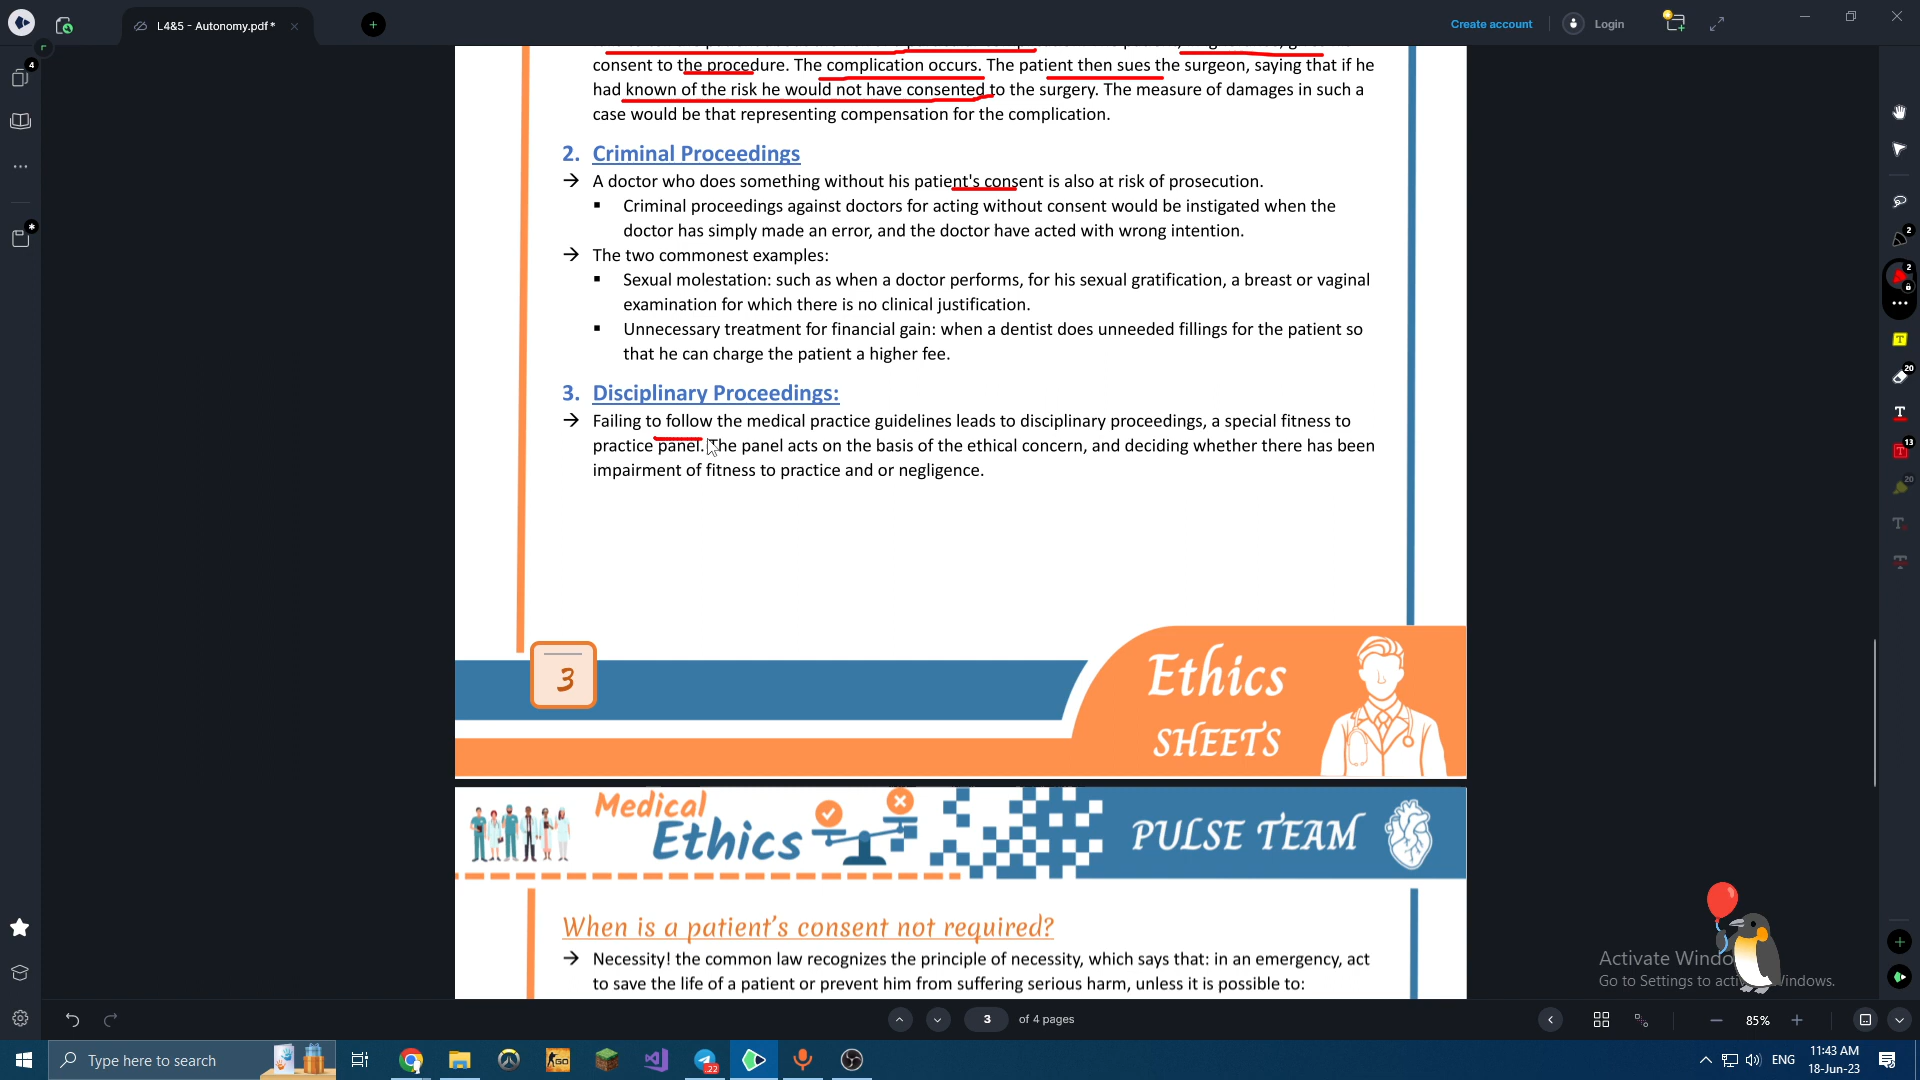 L4&5 - Autonomy.pdf*
Create account
Login
consent to the procedure. The complication occurs. The patient then sues the surgeon, saying that if he
had known of the risk he would not have consented to the surgery. The measure of damages in such a
case would be that representing compensation for the complication.
2. Criminal Proceedings
→ A doctor who does something without his patient's consent is also at risk of prosecution.
▪ Criminal proceedings against doctors for acting without consent would be instigated when the
doctor has simply made an error, and the doctor have acted with wrong intention.
→ The two commonest examples:
▪ Sexual molestation: such as when a doctor performs, for his sexual gratification, a breast or vaginal
examination for which there is no clinical justification.
▪ Unnecessary treatment for financial gain: when a dentist does unneeded fillings for the patient so
that he can charge the patient a higher fee.
3. Disciplinary Proceedings:
→ Failing to follow the medical practice guidelines leads to disciplinary proceedings, a special fitness to
practice panel. The panel acts on the basis of the ethical concern, and deciding whether there has been
impairment of fitness to practice and or negligence.
3
Ethics
SHEETS
Medical
Ethics
PULSE TEAM
When is a patient's consent not required?
→ Necessity! the common law recognizes the principle of necessity, which says that: in an emergency, act
to save the life of a patient or prevent him from suffering serious harm, unless it is possible to:
Activate Windo
Go to Settings to acti indows.
3 of 4 pages
85%
Type here to search
GO
22
ENG
11:43 AM
18-Jun-23
4
2
2
20
13
20